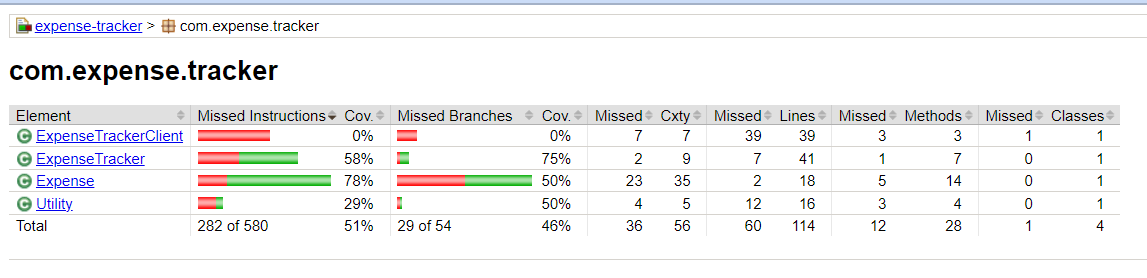 expense-tracker > com.expense.tracker
com.expense.tracker
Element Missed Instructions Cov. Missed Branches Cov. Missed Cxty Missed Lines Missed Methods Missed Classes
C ExpenseTrackerClient 0% 0% 7 7 39 39 3 3 1 1
C ExpenseTracker 58% 75% 2 9 7 41 1 7 0 1
C Expense 78% 50% 23 35 2 18 5 14 0 1
C Utility 29% 50% 4 5 12 16 3 4 0 1
Total 282 of 580 51% 29 of 54 46% 36 56 60 114 12 28 1 4